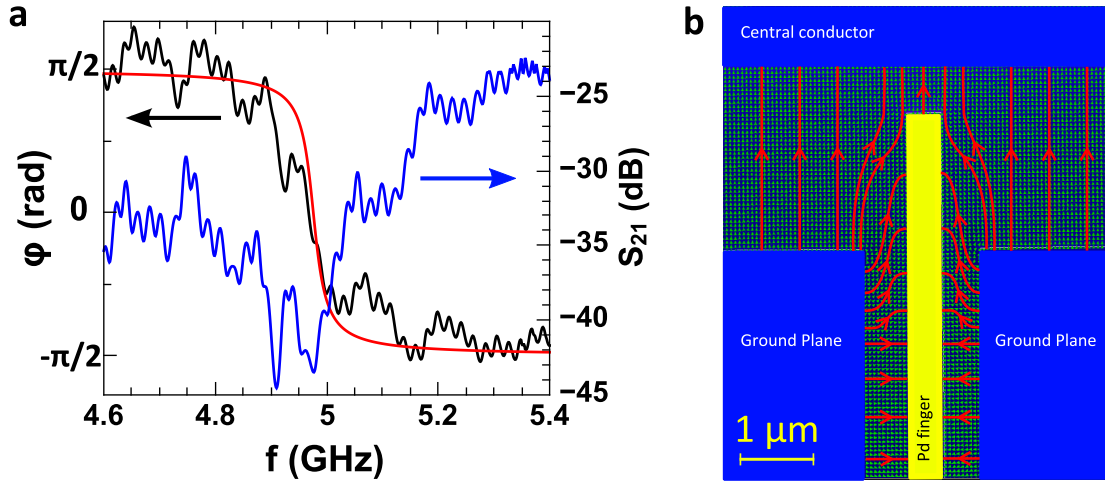 a
φ (rad)
π/2
0
-π/2
4.6
4.8
5
5.2
5.4
f (GHz)
−25
−30
−35
−40
−45
S21 (dB)
b
Central conductor
Ground Plane
Ground Plane
Pd finger
1 μm